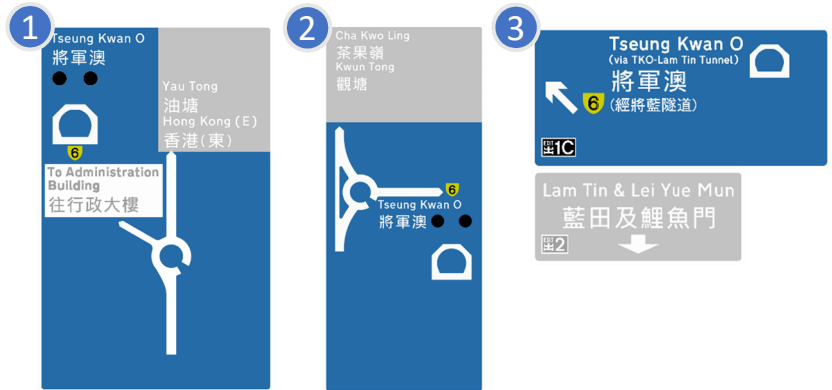 1
Tseung Kwan O
將軍澳
Yau Tong
油塘
Hong Kong (E)
香港(東)
6
To Administration
Building
往行政大樓
2
Cha Kwo Ling
茶果嶺
Kwun Tong
觀塘
6
Tseung Kwan O
將軍澳
3
Tseung Kwan O
(via TKO-Lam Tin Tunnel)
將軍澳
6 (經將藍隧道)
EXIT 出 1C
Lam Tin & Lei Yue Mun
藍田及鯉魚門
EXIT 出 2